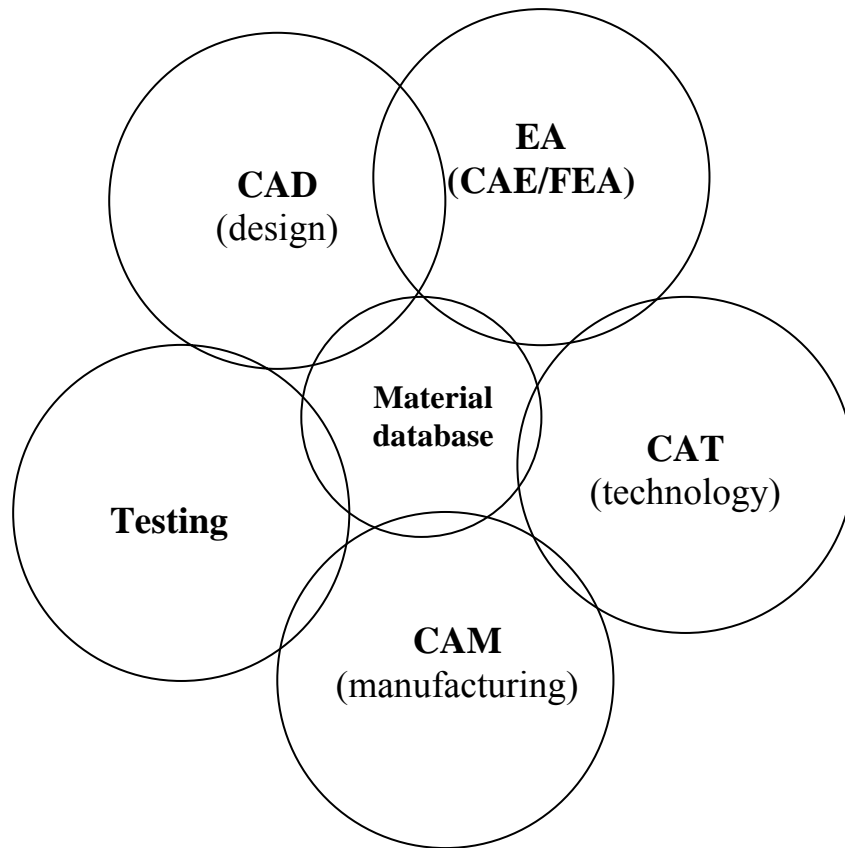 EA
(CAE/FEA)
CAD
(design)
Material
database
CAT
(technology)
Testing
CAM
(manufacturing)